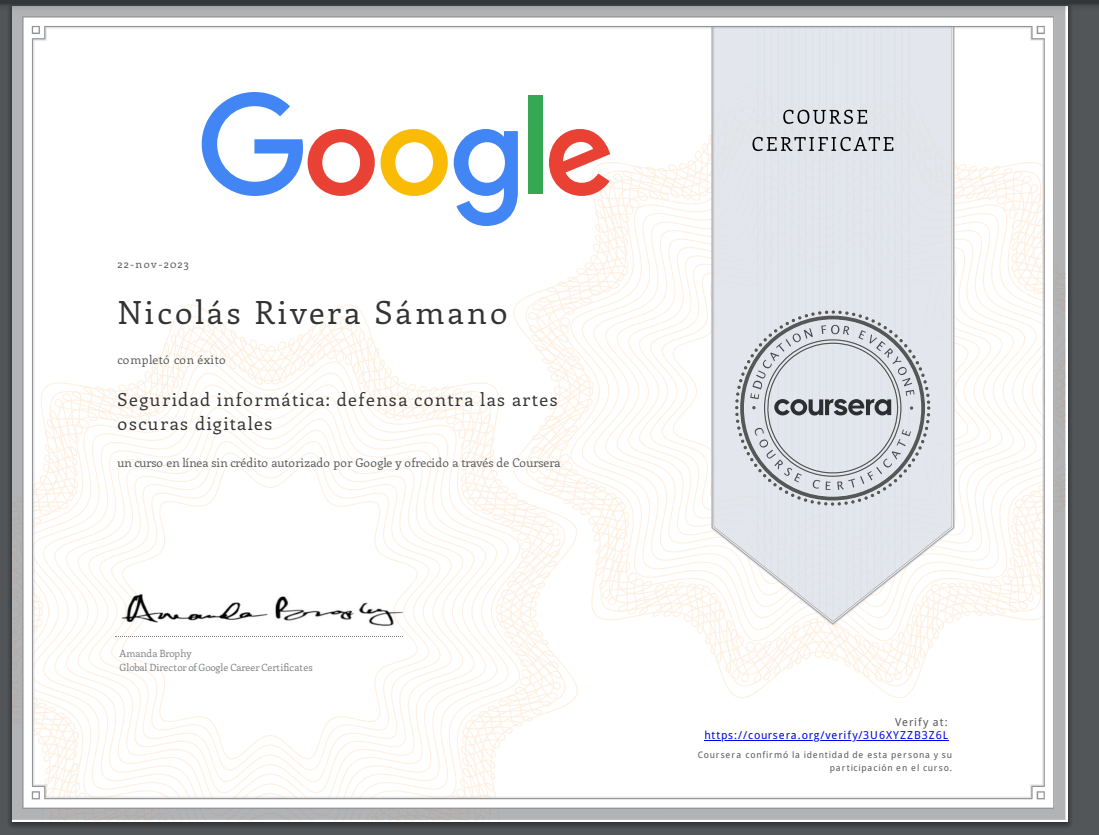 Google
COURSE
CERTIFICATE
22-nov-2023
Nicolás Rivera Sámano
completó con éxito
Seguridad informática: defensa contra las artes
oscuras digitales
un curso en línea sin crédito autorizado por Google y ofrecido a través de Coursera
EDUCATION FOR EVERYONE
coursera
COURSE CERTIFICATE
Amanda Brophy
Amanda Brophy
Global Director of Google Career Certificates
Verify at:
https://coursera.org/verify/3U6XYZZB3Z6L
Coursera confirmó la identidad de esta persona y su
participación en el curso.